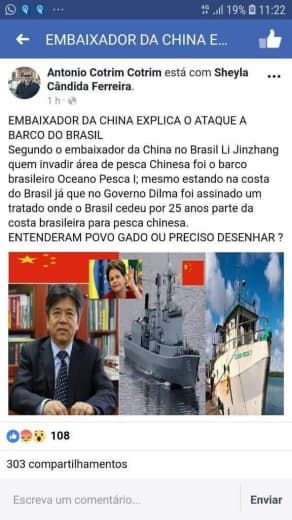 19% 11:22
EMBAIXADOR DA CHINA E...
Antonio Cotrim Cotrim está com Sheyla
Cândida Ferreira.
1 h
EMBAIXADOR DA CHINA EXPLICA O ATAQUE A
BARCO DO BRASIL
Segundo o embaixador da China no Brasil Li Jinzhang
quem invadir área de pesca Chinesa foi o barco
brasileiro Oceano Pesca I; mesmo estando na costa
do Brasil já que no Governo Dilma foi assinado um
tratado onde o Brasil cedeu por 25 anos parte da
costa brasileira para pesca chinesa.
ENTENDERAM POVO GADO OU PRECISO DESENHAR ?
108
303 compartilhamentos
Escreva um comentário...
Enviar